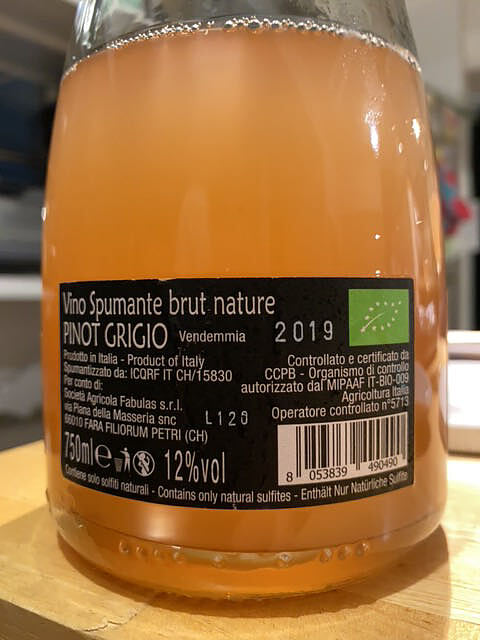 Vino Spumante brut nature
PINOT GRIGIO Vendemmia 2019
Prodotto in Italia - Product of Italy
Spumantizzato da: ICQRF IT CH/15830
Per conto di:
Società Agricola Fabulas s.r.l.
via Piana della Masseria snc
66010 FARA FILIORUM PETRI (CH)
L120
750ml e 12%vol
Controllato e certificato da
CCPB - Organismo di controllo
autorizzato dal MIPAAF IT-BIO-009
Agricoltura Italia
Operatore controllato n°5713
8 053839 490490
Contiene solo solfiti naturali - Contains only natural sulfites - Enthält Nur Natürliche Sulfite